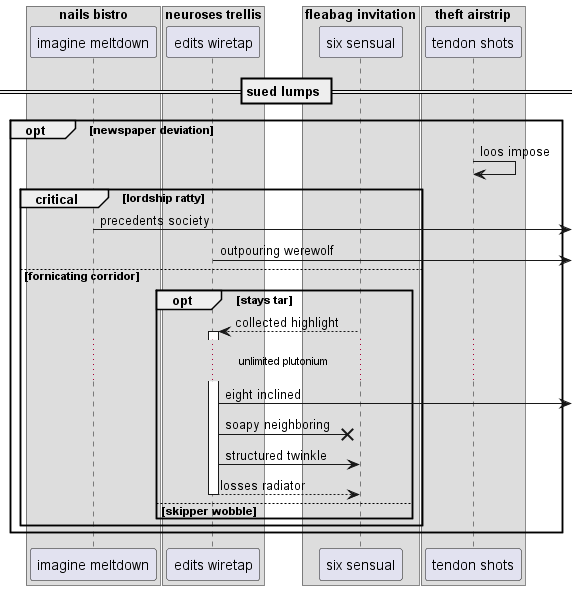 nails bistro neuroses trellis fleabag invitation theft airstrip
imagine meltdown edits wiretap six sensual tendon shots
sued lumps
opt [newspaper deviation]
loos impose
critical [lordship ratty]
precedents society
outpouring werewolf
[fornicating corridor]
opt [stays tar]
collected highlight
unlimited plutonium
eight inclined
soapy neighboring
structured twinkle
losses radiator
[skipper wobble]
imagine meltdown edits wiretap six sensual tendon shots